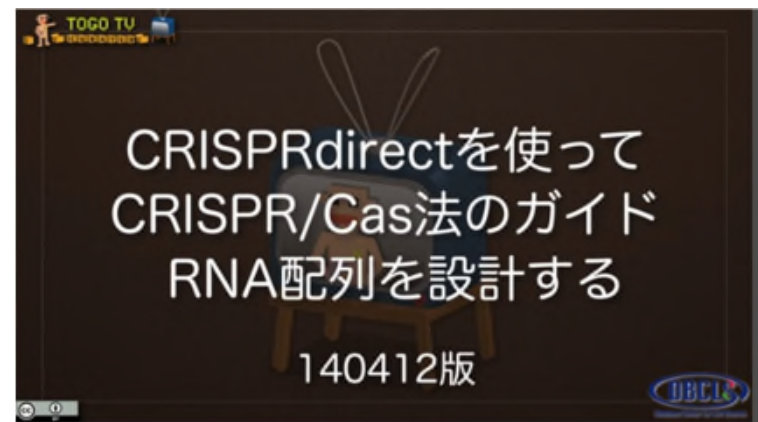 TOGO TV
CRISPRdirectを使って
CRISPR/Cas法のガイド
RNA配列を設計する
140412版
DBCLS
cc